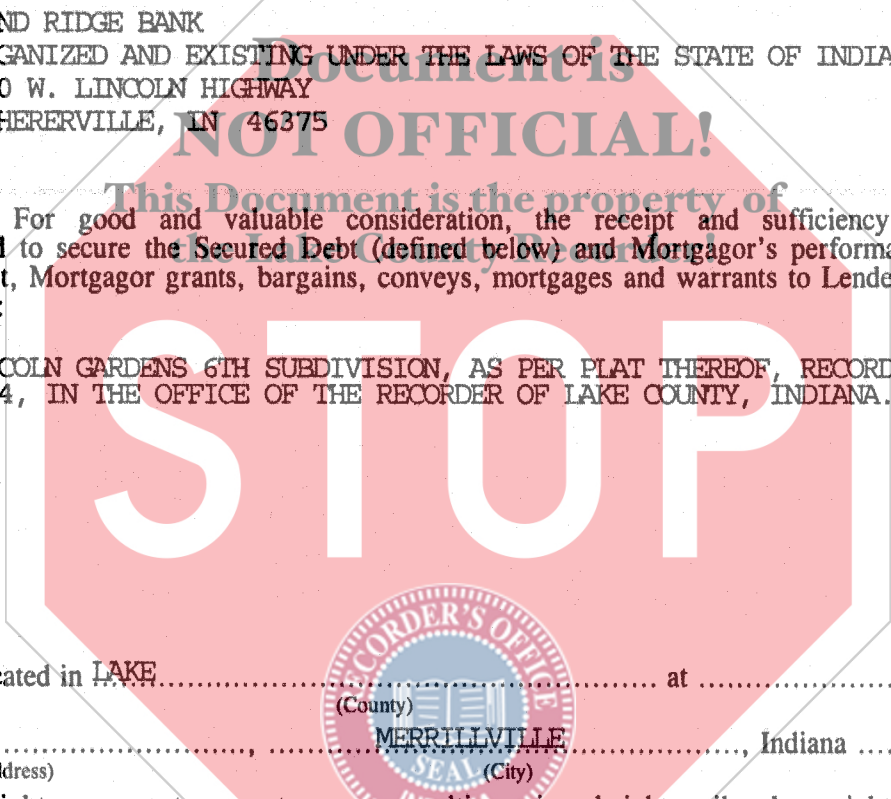 ND RIDGE BANK
GANIZED AND EXISTING UNDER THE LAWS OF THE STATE OF INDIA
0 W. LINCOLN HIGHWAY
HERERVILLE, IN 46375
Document is
NOT OFFICIAL!
This Document is the property of
the Lake County Recorder!
For good and valuable consideration, the receipt and sufficiency
to secure the Secured Debt (defined below) and Mortgagor's performa
t, Mortgagor grants, bargains, conveys, mortgages and warrants to Lende
:
COLN GARDENS 6TH SUBDIVISION, AS PER PLAT THEREOF, RECORD
4, IN THE OFFICE OF THE RECORDER OF LAKE COUNTY, INDIANA.
STOP
RECORDER'S OFFICE
SEAL
cated in LAKE at
(County)
, MERRILLVILLE, Indiana
dress) (City)